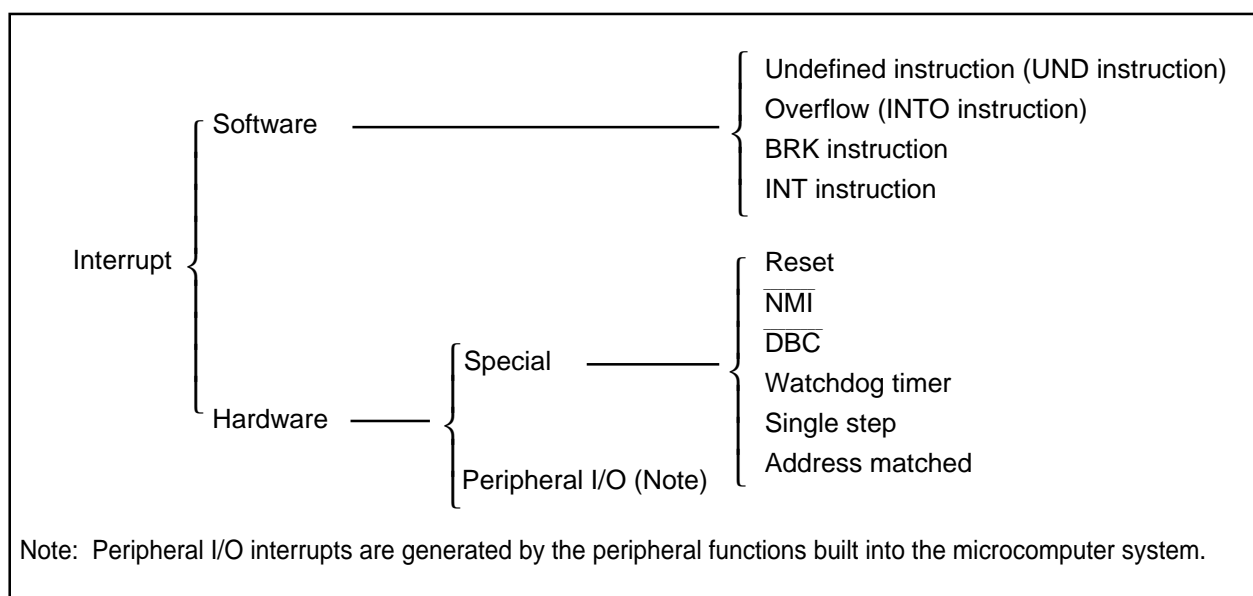 Interrupt
Software
Undefined instruction (UND instruction)
Overflow (INTO instruction)
BRK instruction
INT instruction
Hardware
Special
Reset
N̅M̅I̅
D̅B̅C̅
Watchdog timer
Single step
Address matched
Peripheral I/O (Note)
Note: Peripheral I/O interrupts are generated by the peripheral functions built into the microcomputer system.